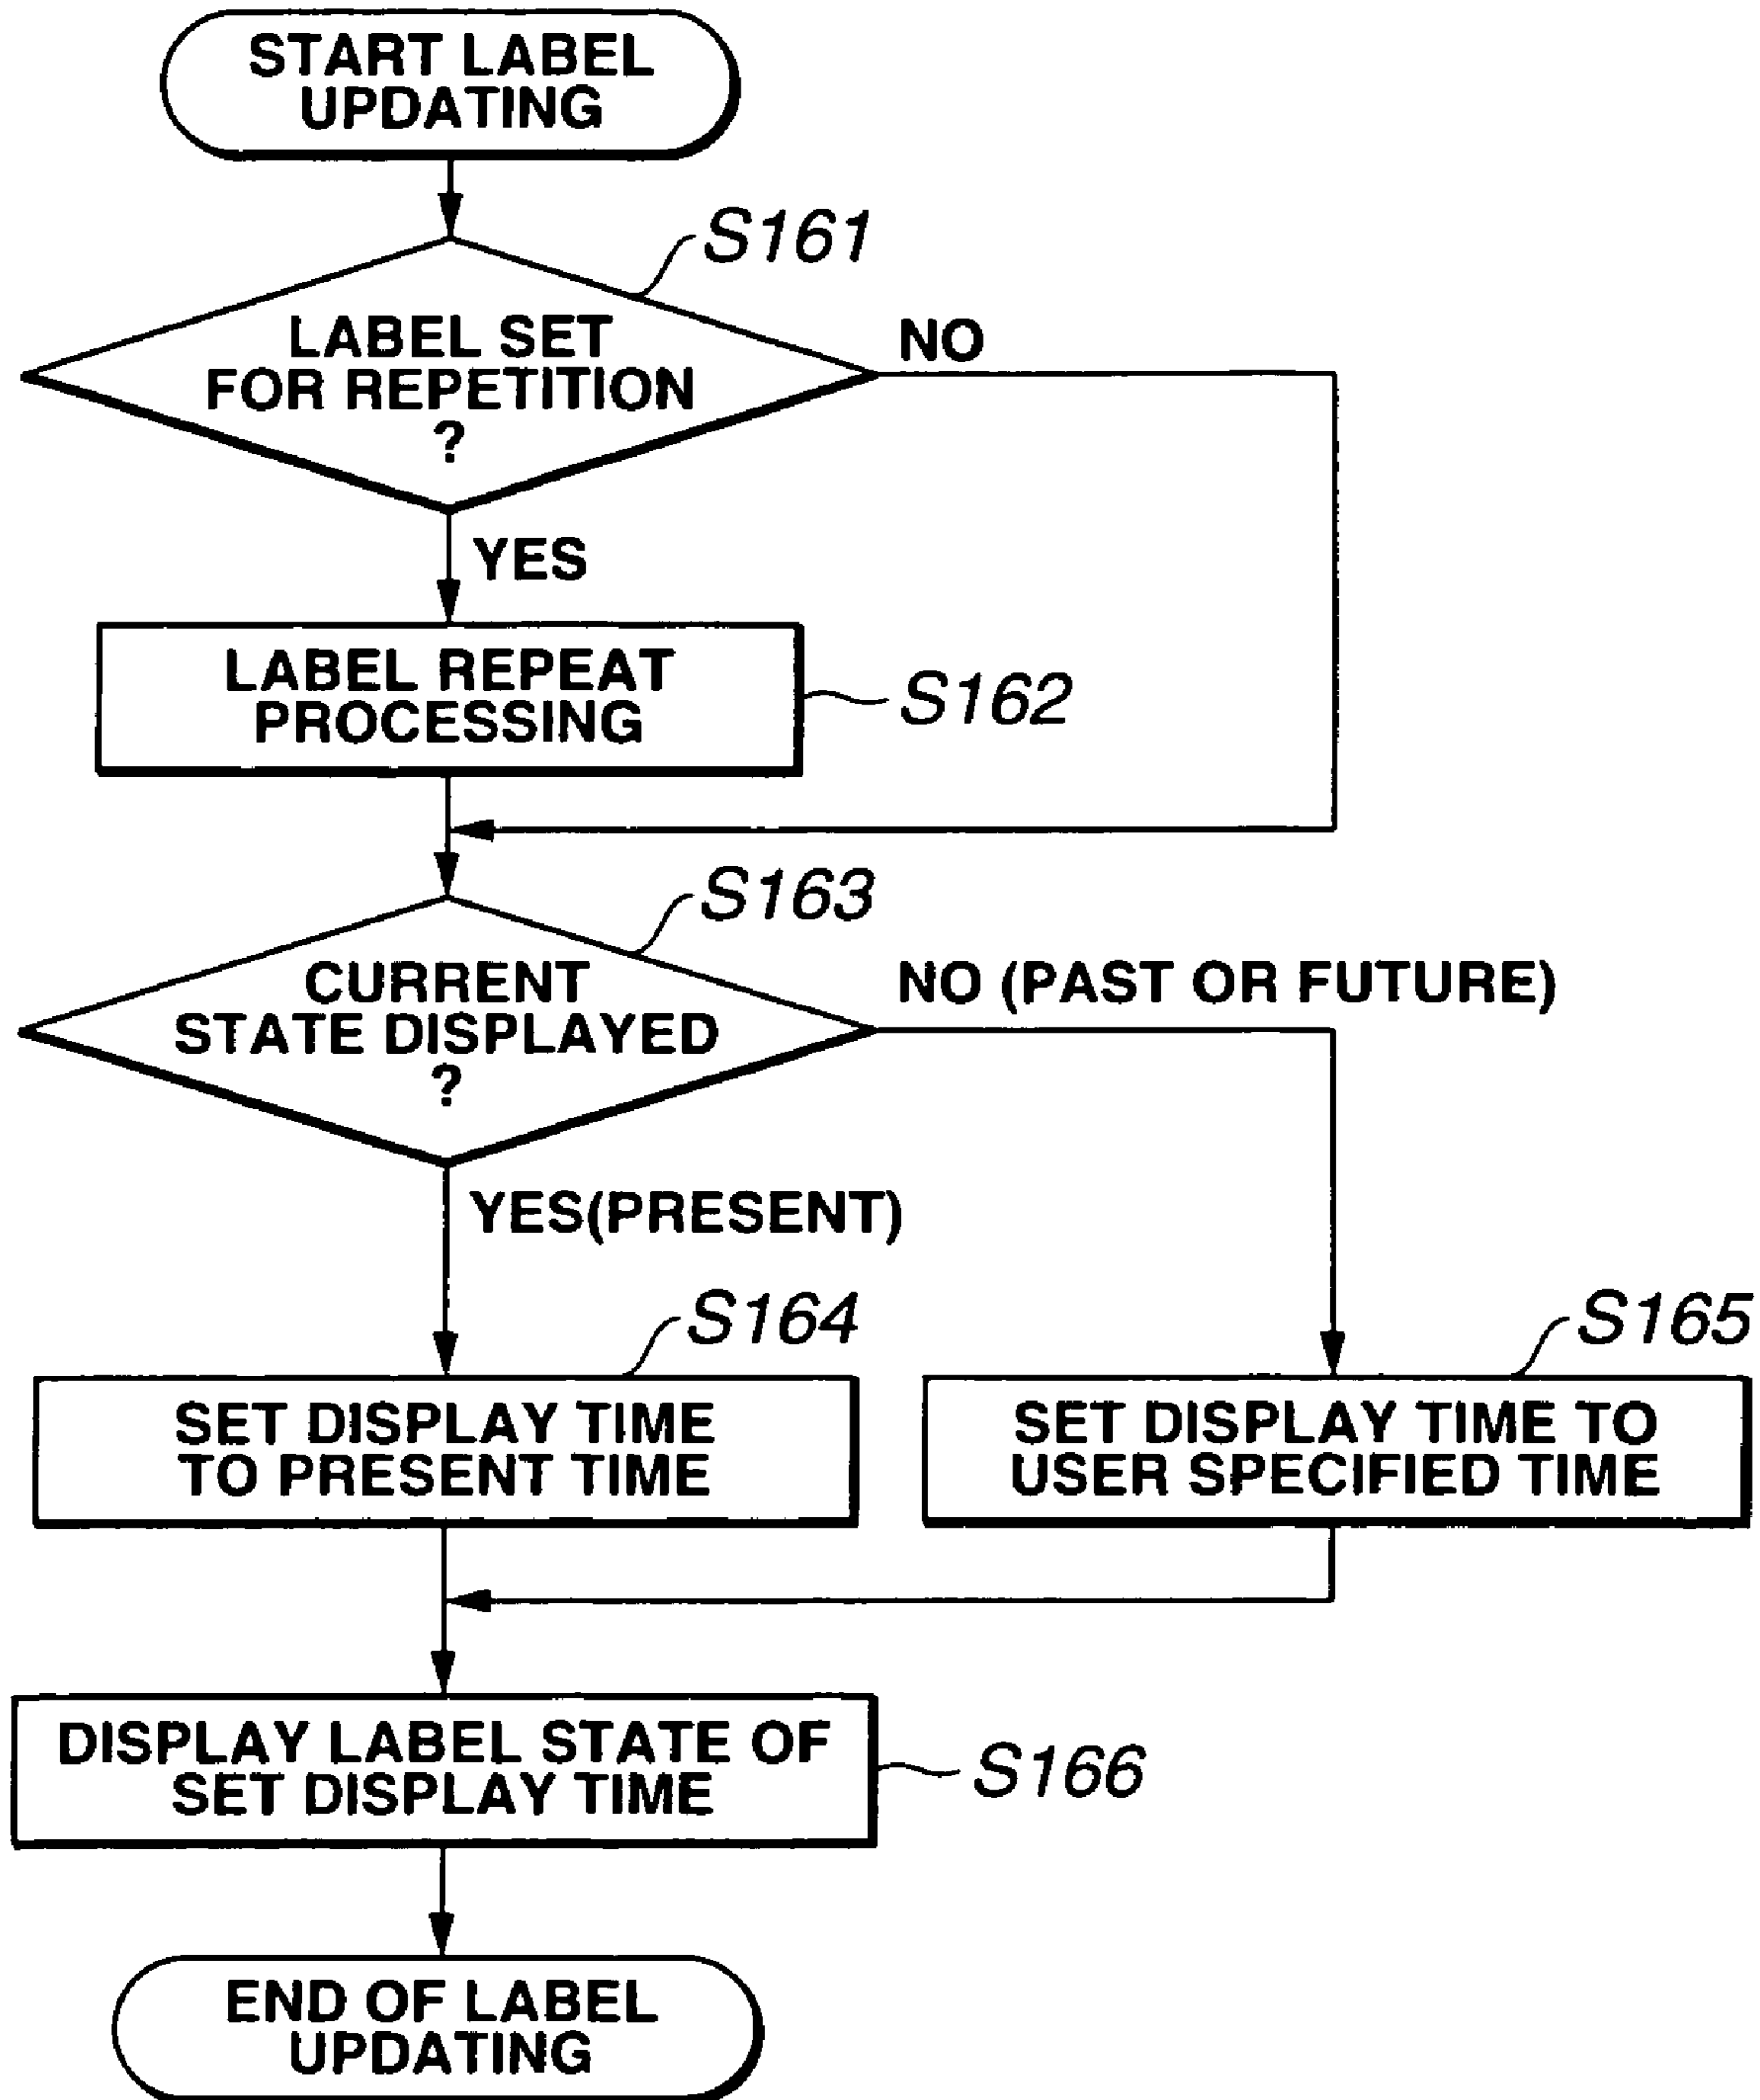 START LABEL
UPDATING
S161
LABEL SET
FOR REPETITION
?
NO
YES
LABEL REPEAT
PROCESSING
S162
S163
CURRENT
STATE DISPLAYED
?
NO (PAST OR FUTURE)
YES(PRESENT)
S164
SET DISPLAY TIME
TO PRESENT TIME
S165
SET DISPLAY TIME TO
USER SPECIFIED TIME
DISPLAY LABEL STATE OF
SET DISPLAY TIME
S166
END OF LABEL
UPDATING